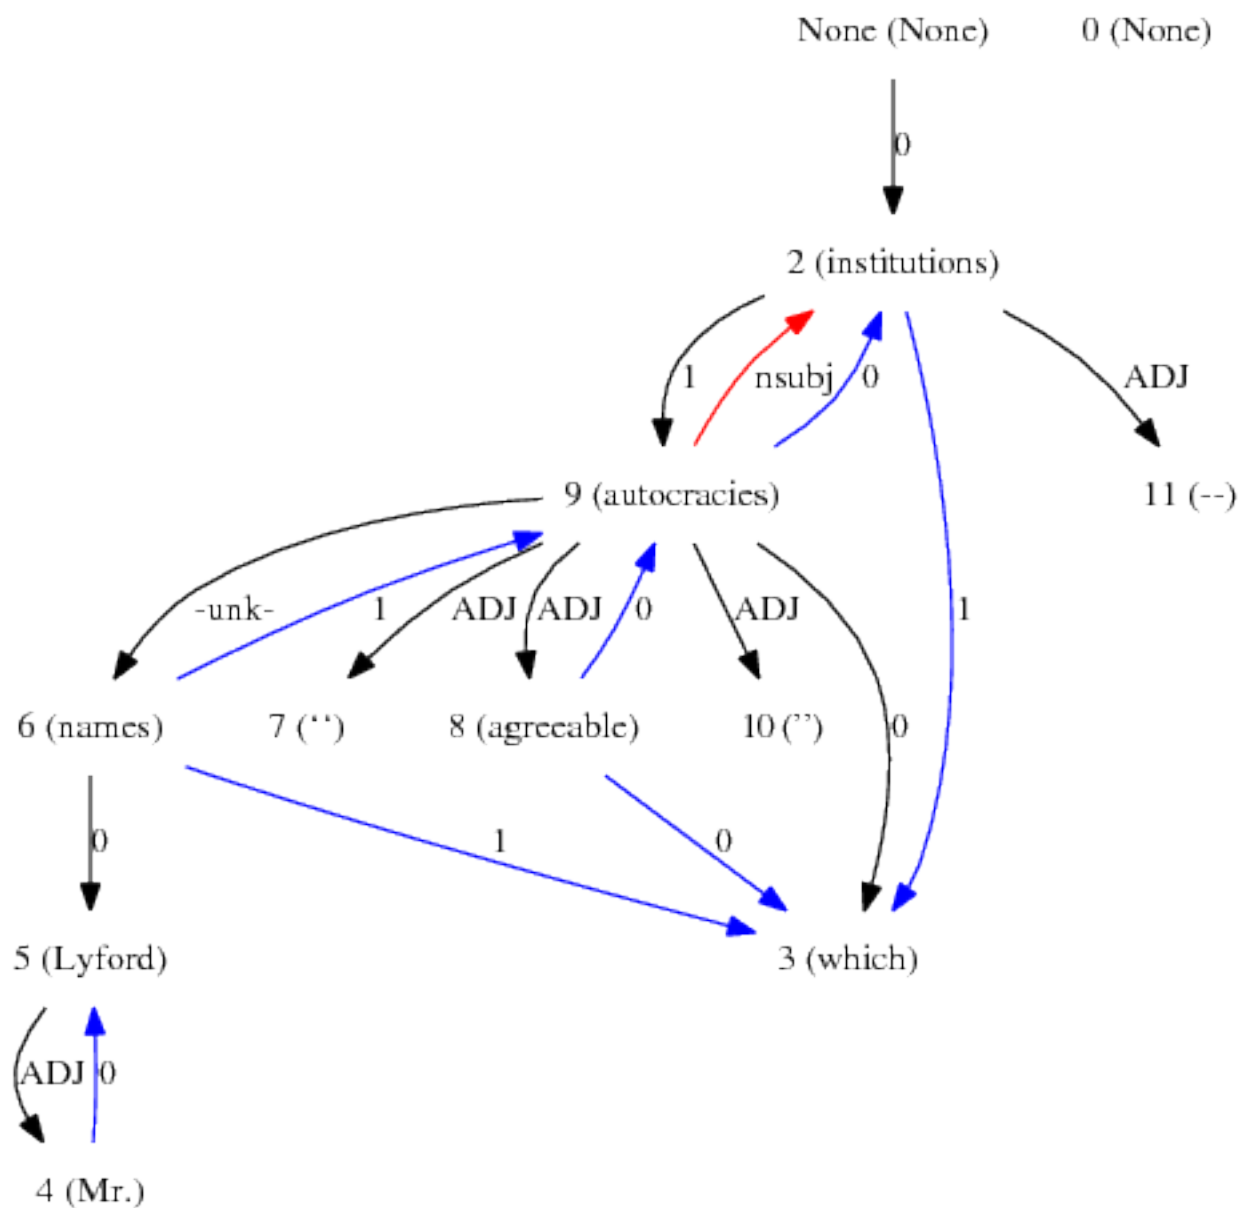 None (None) 0 (None)
0
2 (institutions)
1 nsubj 0 ADJ
9 (autocracies) 11 (--)
-unk- 1 ADJ ADJ 0 ADJ 1
6 (names) 7 (‘‘) 8 (agreeable) 10 (’’) 0
0 1 0
5 (Lyford) 3 (which)
ADJ 0
4 (Mr.)